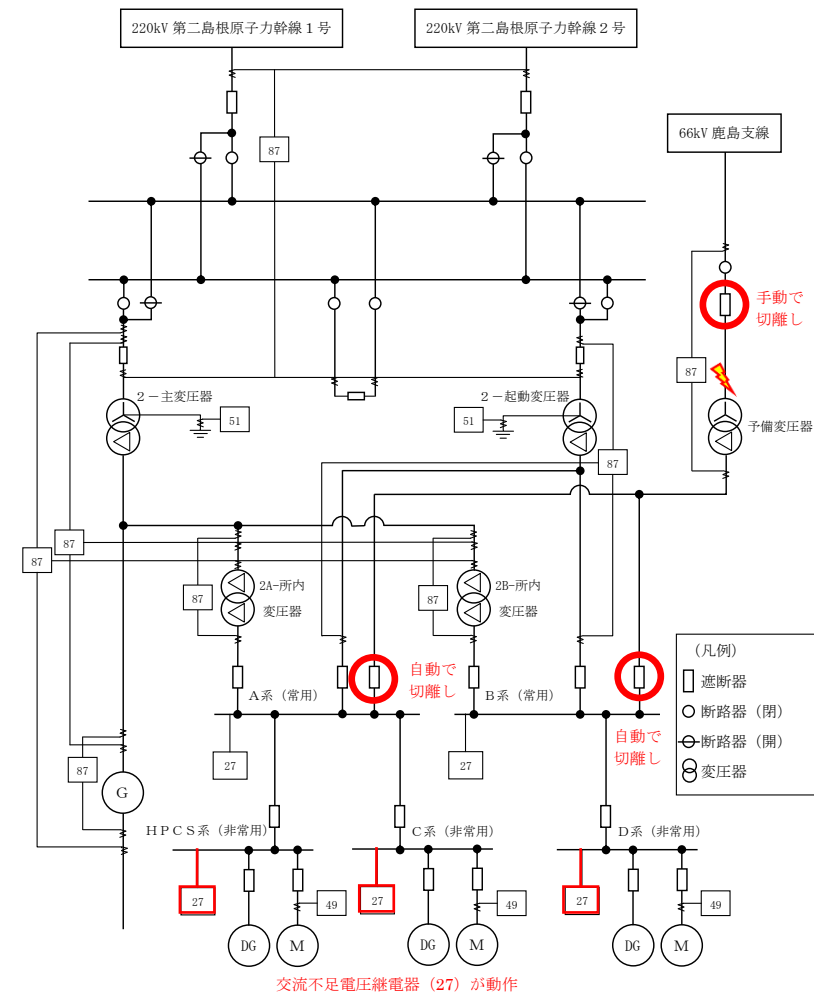 220kV 第二島根原子力幹線１号
220kV 第二島根原子力幹線２号
66kV 鹿島支線
87
手動で
切離し
87
２－主変圧器
51
２－起動変圧器
51
予備変圧器
87
87
87
87
2A-所内
変圧器
87
2B-所内
変圧器
自動で
切離し
A系（常用）
B系（常用）
自動で
切離し
（凡例）
遮断器
断路器（閉）
断路器（開）
変圧器
27
27
87
G
ＨＰＣＳ系（非常用）
C系（非常用）
D系（非常用）
27
49
27
49
27
49
DG
M
DG
M
DG
M
交流不足電圧継電器（27）が動作